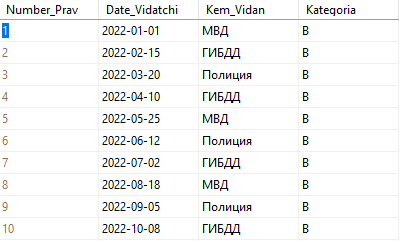 Number_Prav Date_Vidatchi Kem_Vidan Kategoria
1 2022-01-01 МВД B
2 2022-02-15 ГИБДД B
3 2022-03-20 Полиция B
4 2022-04-10 ГИБДД B
5 2022-05-25 МВД B
6 2022-06-12 Полиция B
7 2022-07-02 ГИБДД B
8 2022-08-18 МВД B
9 2022-09-05 Полиция B
10 2022-10-08 ГИБДД B